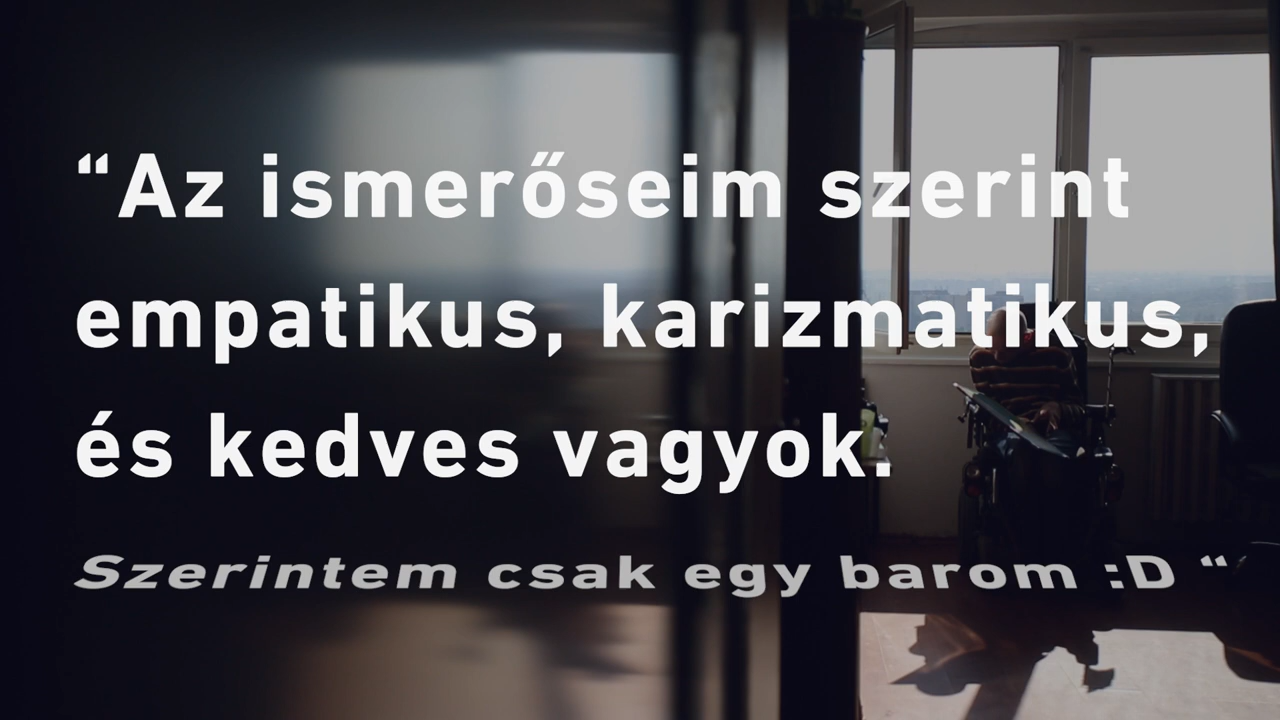 “Az ismerőseim szerint
empatikus, karizmatikus,
és kedves vagyok.
Szerintem csak egy barom :D “